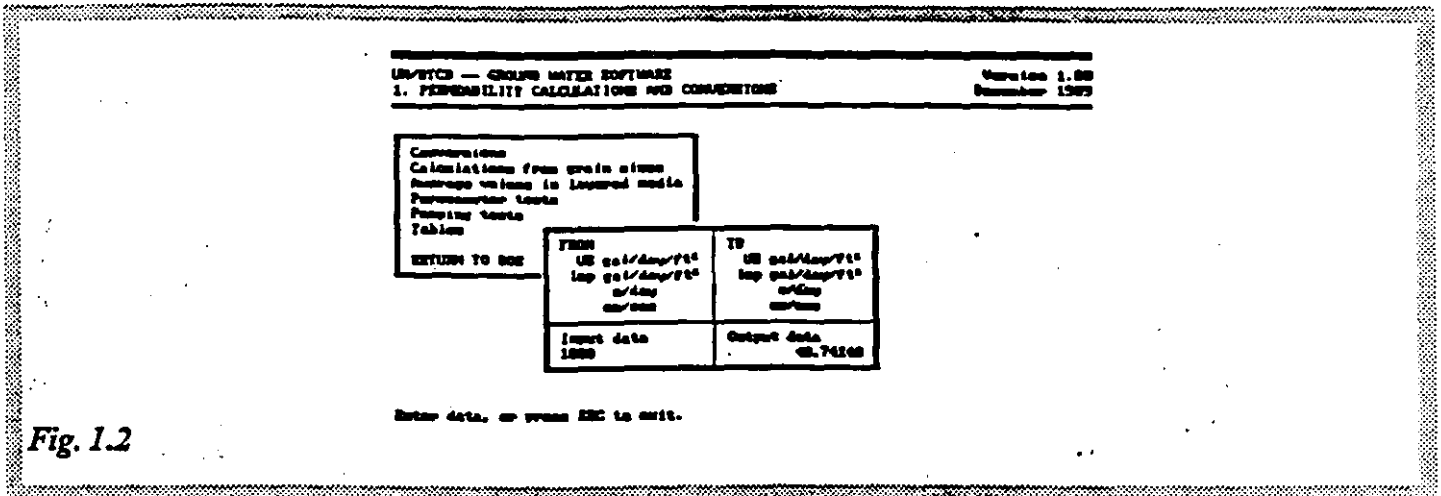 UN/DTCD — GROUND WATER SOFTWARE
Version 1.00
1. PERMEABILITY CALCULATIONS AND CONVERSIONS
December 1989
Conversions
Calculations from grain sizes
Average values in layered media
Permeameter tests
Pumping tests
Tables
RETURN TO DOS
FROM
US gal/day/ft²
Imp gal/day/ft²
m/day
cm/sec
TO
US gal/day/ft²
Imp gal/day/ft²
m/day
cm/sec
Input data
1000
Output data
Enter data, or press ESC to exit.
Fig. 1.2